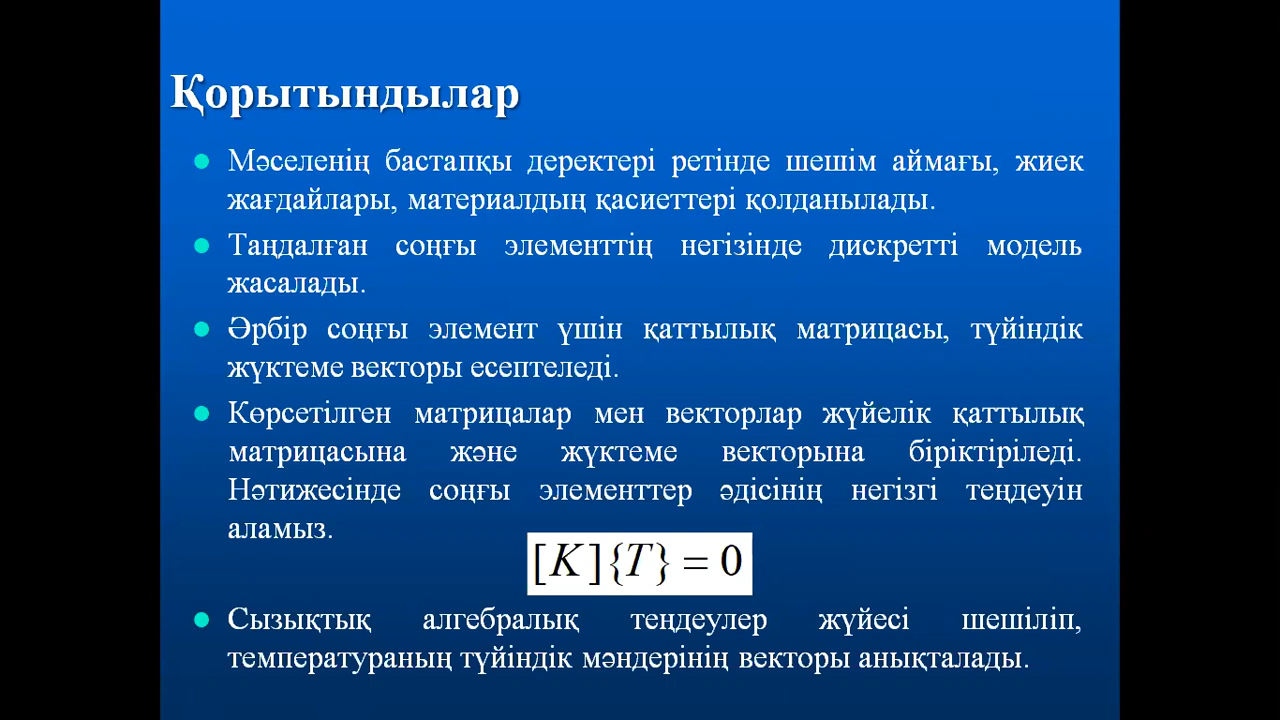 Қорытындылар
Мәселенің бастапқы деректері ретінде шешім аймағы, жиек
жағдайлары, материалдың қасиеттері қолданылады.
Таңдалған соңғы элементтің негізінде дискретті модель
жасалады.
Әрбір соңғы элемент үшін қаттылық матрицасы, түйіндік
жүктеме векторы есептеледі.
Көрсетілген матрицалар мен векторлар жүйелік қаттылық
матрицасына және жүктеме векторына біріктіріледі.
Нәтижесінде соңғы элементтер әдісінің негізгі теңдеуін
аламыз.
[K]{T} = 0
Сызықтық алгебралық теңдеулер жүйесі шешіліп,
температураның түйіндік мәндерінің векторы анықталады.